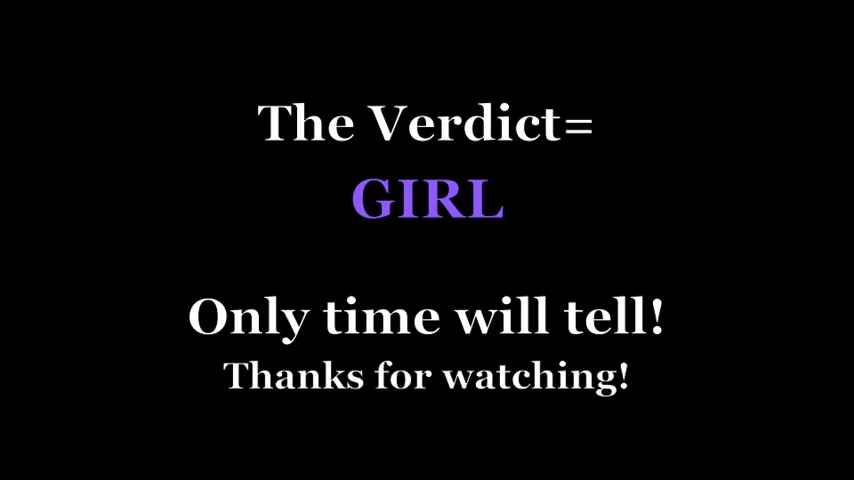 The Verdict=
GIRL
Only time will tell!
Thanks for watching!